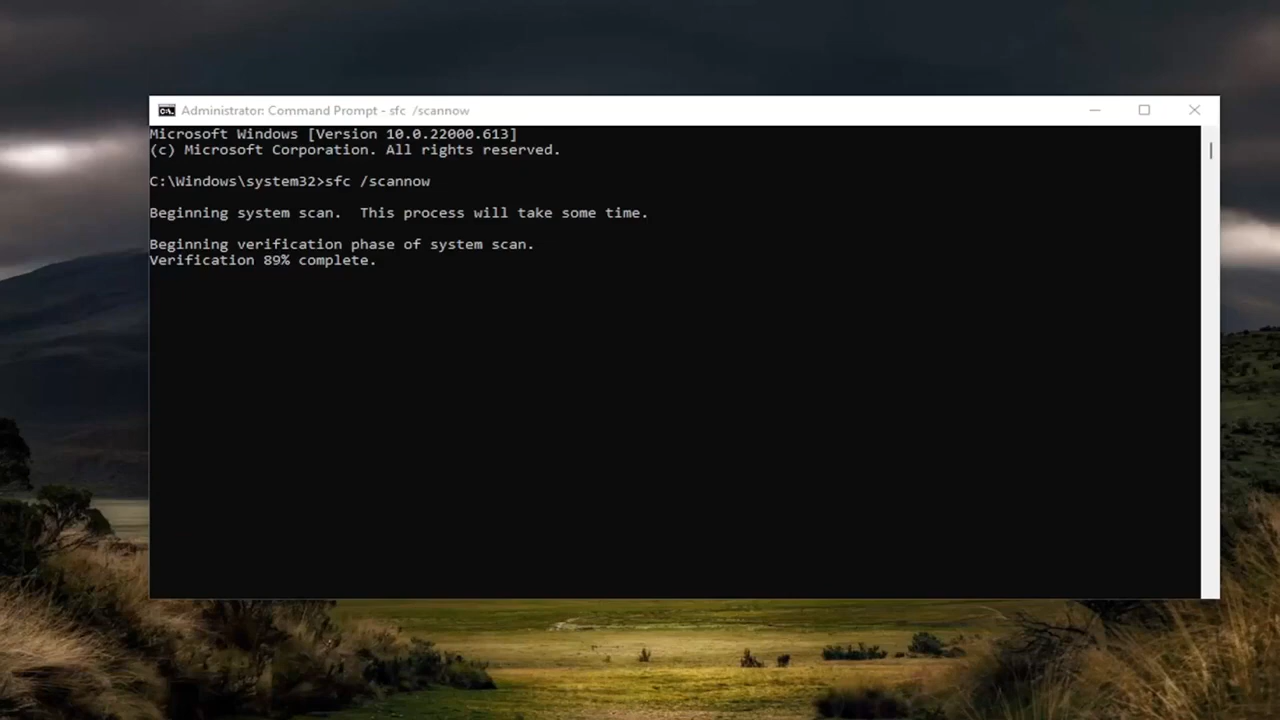 Administrator: Command Prompt - sfc  /scannow
Microsoft Windows [Version 10.0.22000.613]
(c) Microsoft Corporation. All rights reserved.
C:\Windows\system32>sfc /scannow
Beginning system scan.  This process will take some time.
Beginning verification phase of system scan.
Verification 89% complete.